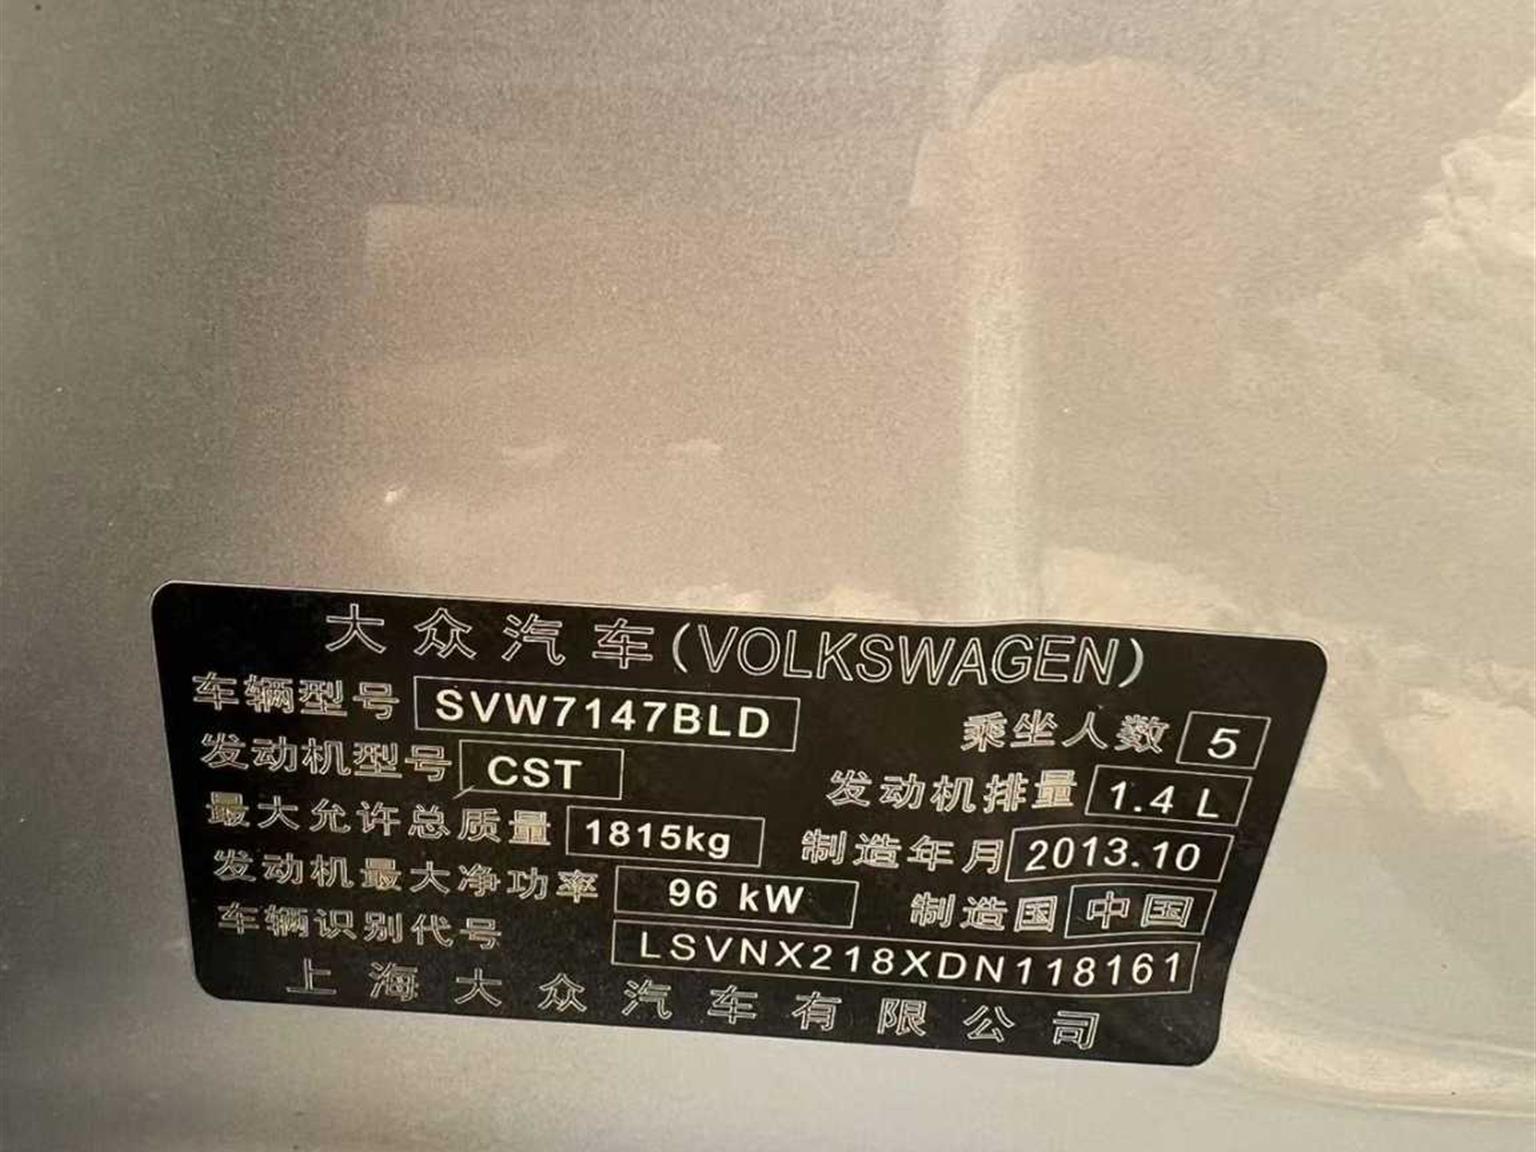 大众汽车(VOLKSWAGEN)
车辆型号 SVW7147BLD 乘坐人数 5
发动机型号 CST 发动机排量 1.4 L
最大允许总质量 1815kg 制造年月 2013.10
发动机最大净功率 96 kW 制造国 中国
车辆识别代号 LSVNX218XDN118161
上海大众汽车有限公司